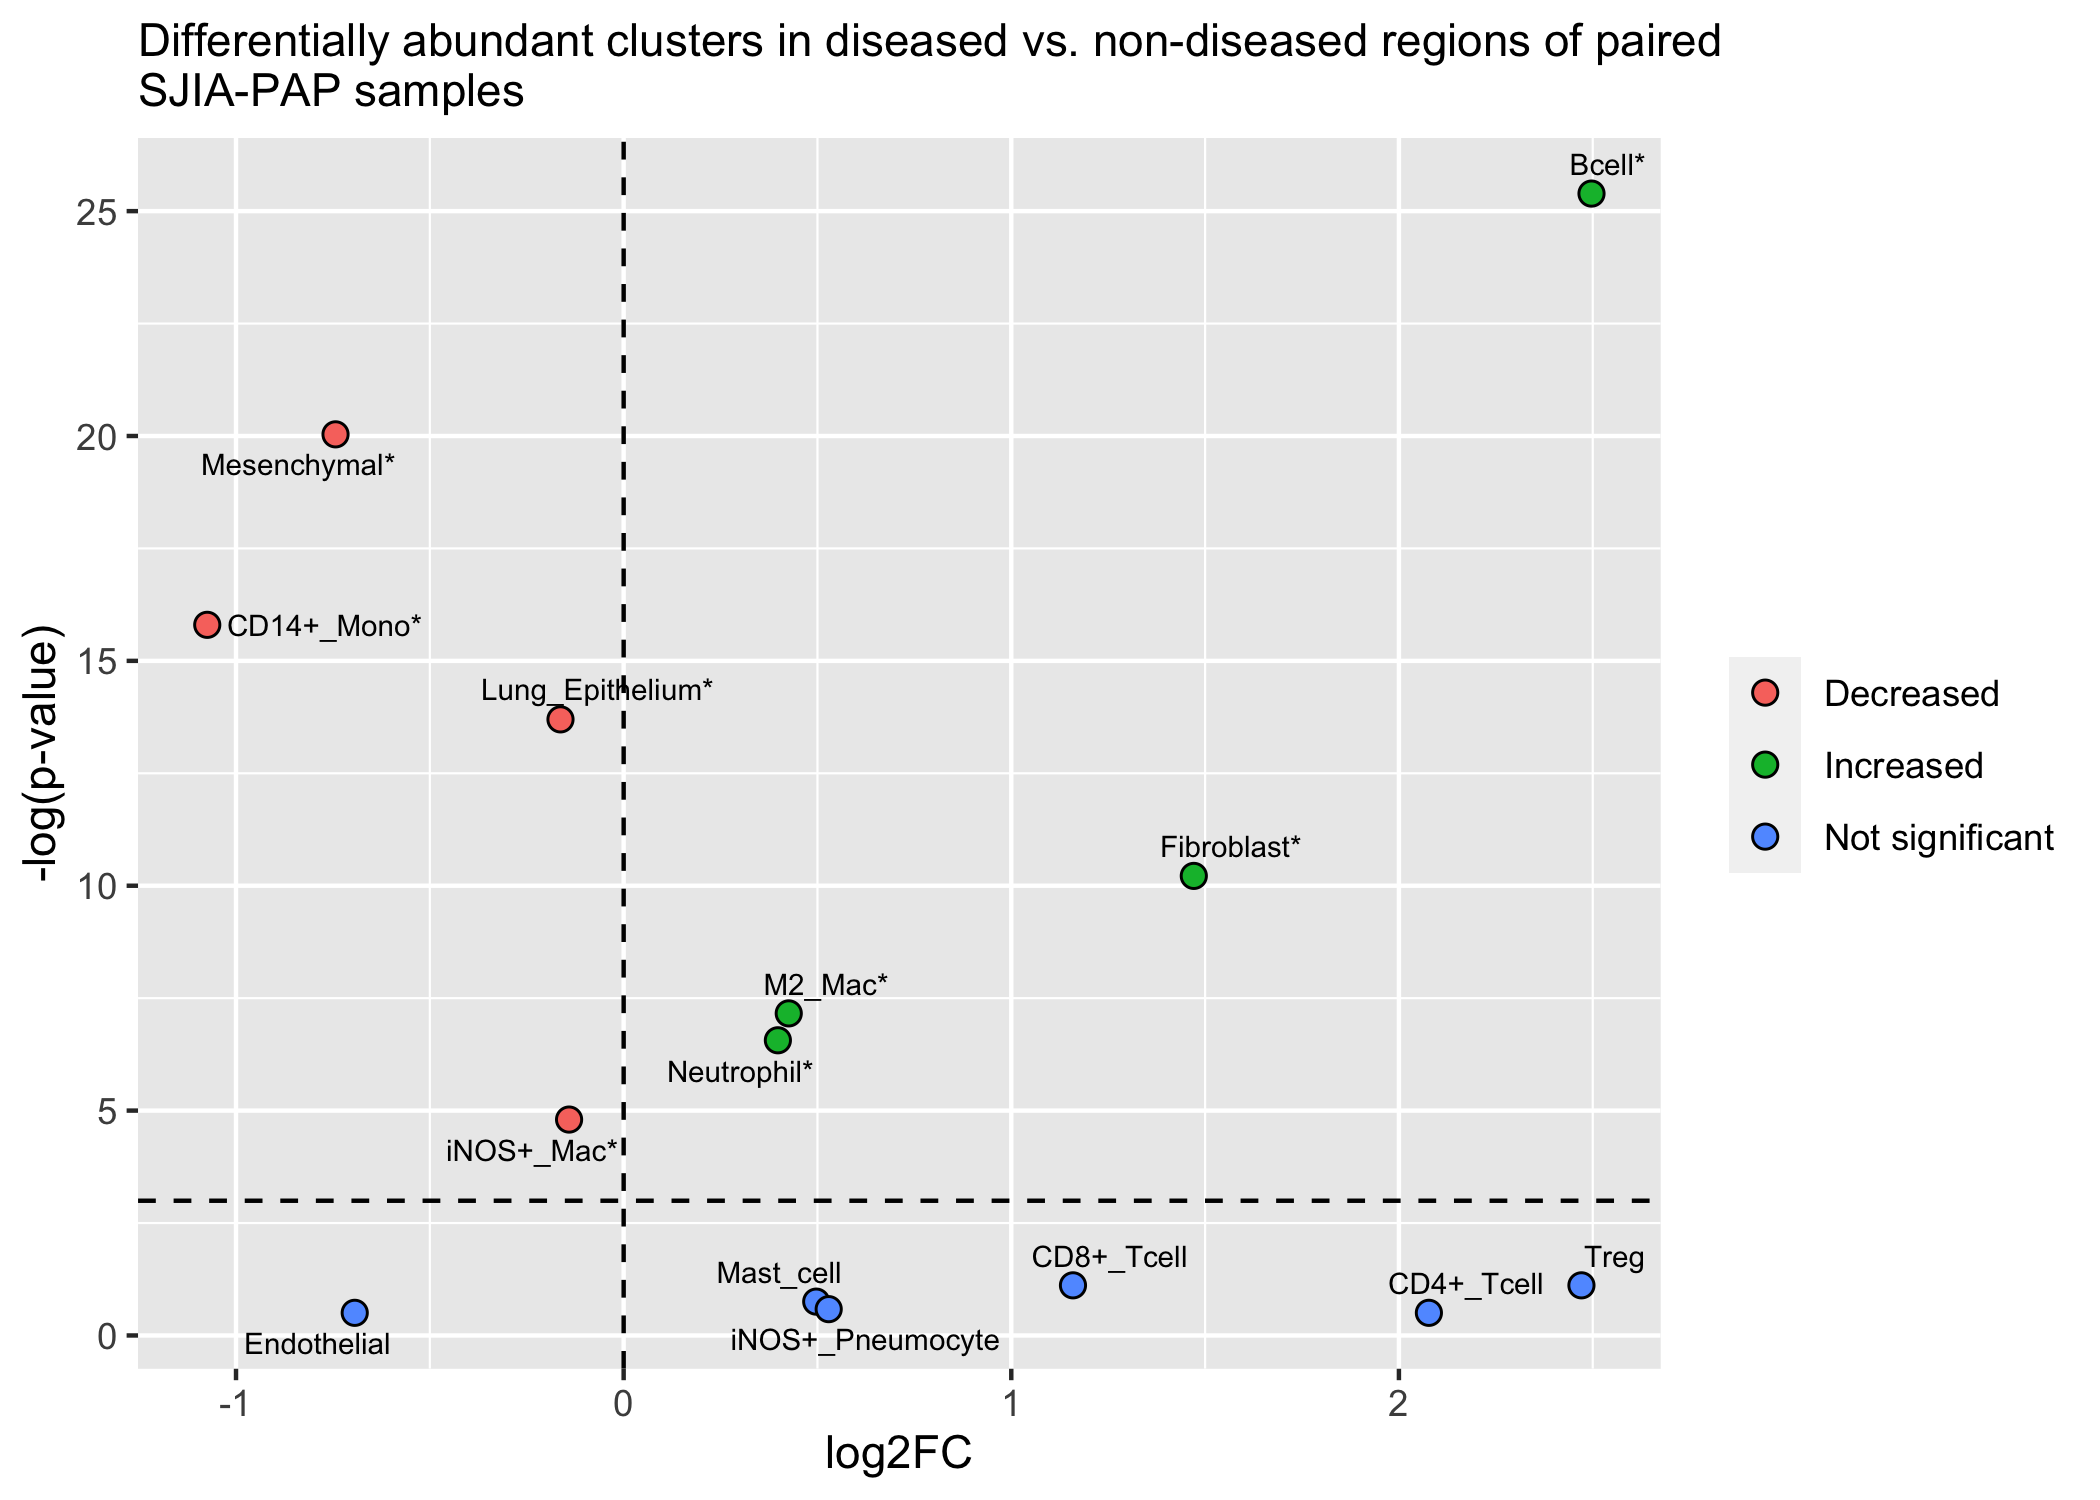 Differentially abundant clusters in diseased vs. non-diseased regions of paired
SJIA-PAP samples
-log(p-value)
25
20
15
10
5
0
Bcell*
Mesenchymal*
CD14+_Mono*
Lung_Epithelium*
Fibroblast*
M2_Mac*
Neutrophil*
iNOS+_Mac*
CD8+_Tcell
Treg
Mast_cell
CD4+_Tcell
iNOS+_Pneumocyte
Endothelial
-1
0
1
2
log2FC
Decreased
Increased
Not significant